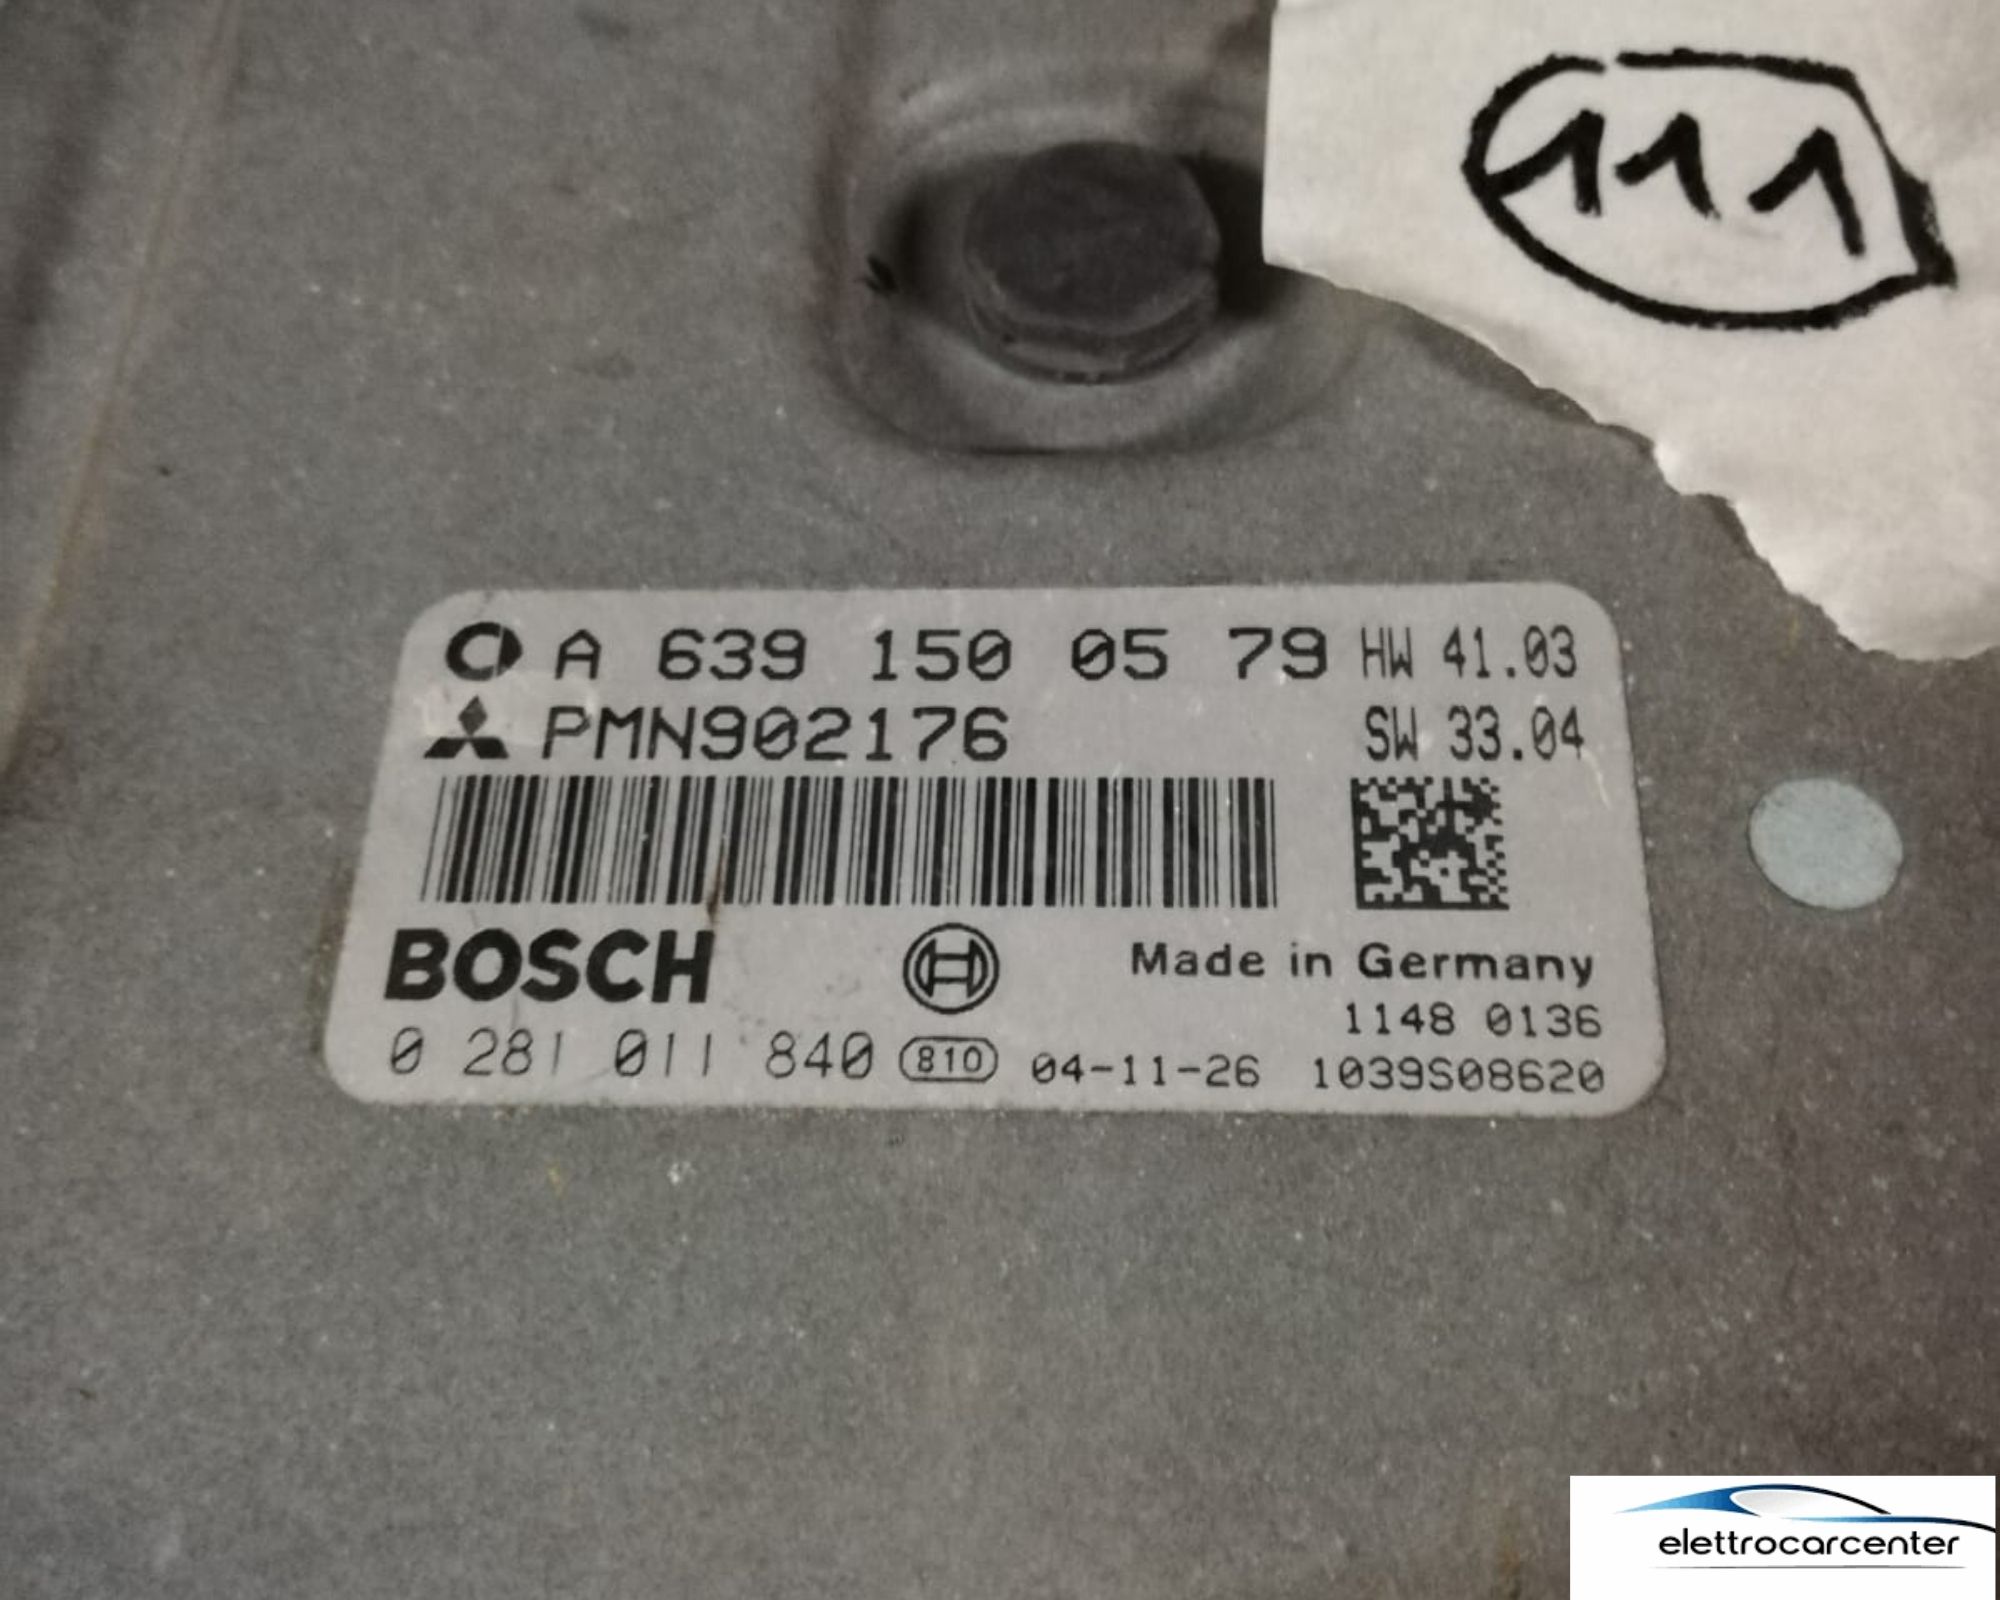 111
A 639 150 05 79 HW 41.03
PMN902176 SW 33.04
BOSCH Made in Germany
1148 0136
0 281 011 840 810 04-11-26 1039S08620
elettrocarcenter